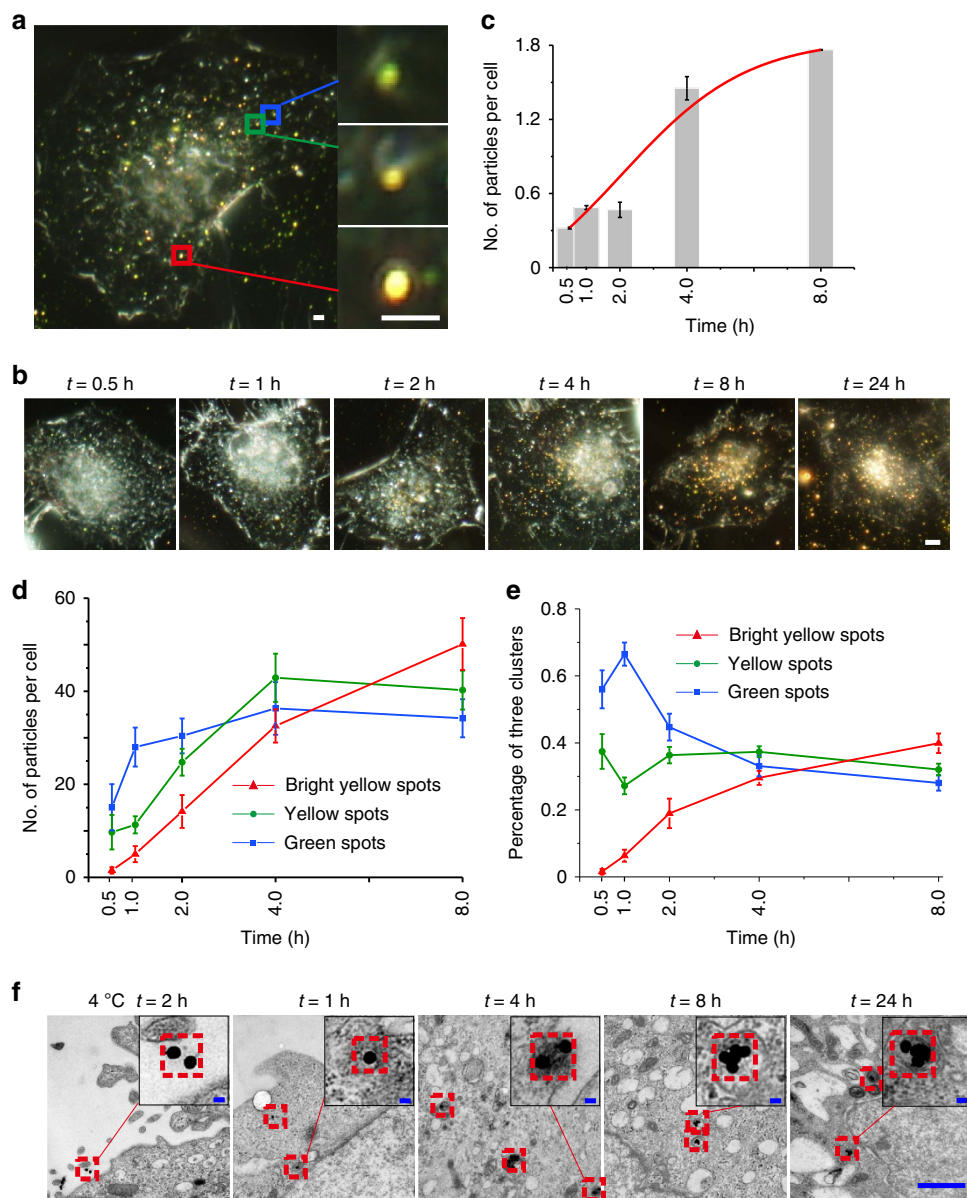 a
c
No. of particles per cell
1.8
1.2
0.6
0
0.5
1.0
2.0
4.0
8.0
Time (h)
b
t = 0.5 h
t = 1 h
t = 2 h
t = 4 h
t = 8 h
t = 24 h
d
No. of particles per cell
60
40
20
0
Bright yellow spots
Yellow spots
Green spots
0.5
1.0
2.0
4.0
8.0
Time (h)
e
Percentage of three clusters
0.8
0.6
0.4
0.2
0
Bright yellow spots
Yellow spots
Green spots
0.5
1.0
2.0
4.0
8.0
Time (h)
f
4 °C t = 2 h
t = 1 h
t = 4 h
t = 8 h
t = 24 h